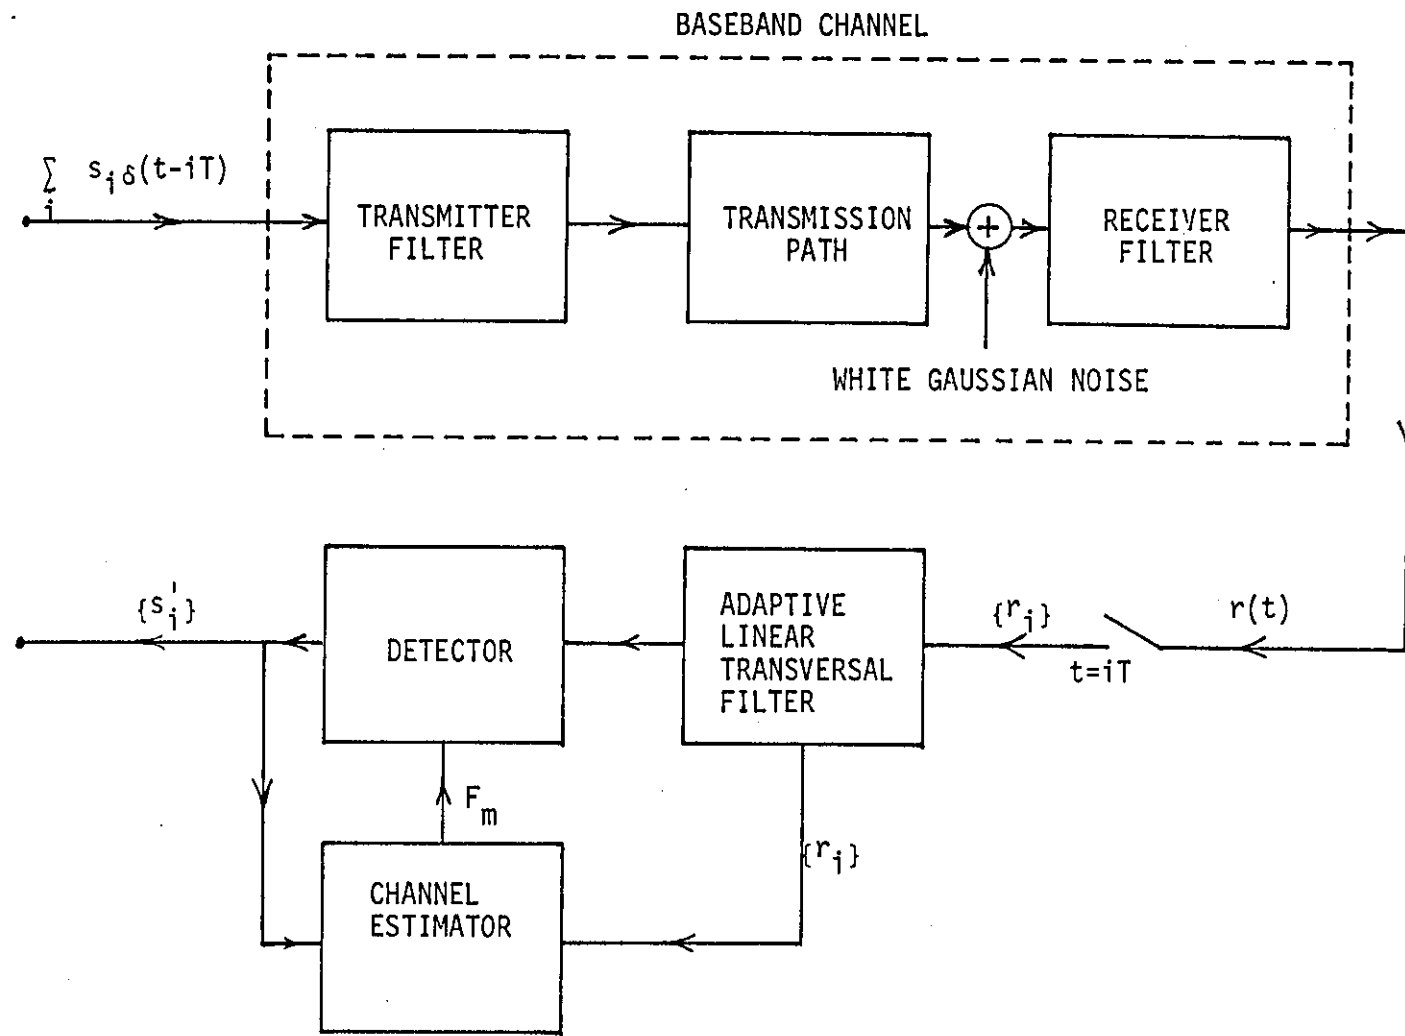 BASEBAND CHANNEL
∑ s_i δ(t-iT)
i
TRANSMITTER
FILTER
TRANSMISSION
PATH
+
RECEIVER
FILTER
WHITE GAUSSIAN NOISE
{s_i'}
DETECTOR
ADAPTIVE
LINEAR
TRANSVERSAL
FILTER
{r_i}
t=iT
r(t)
F_m
{r_i}
CHANNEL
ESTIMATOR